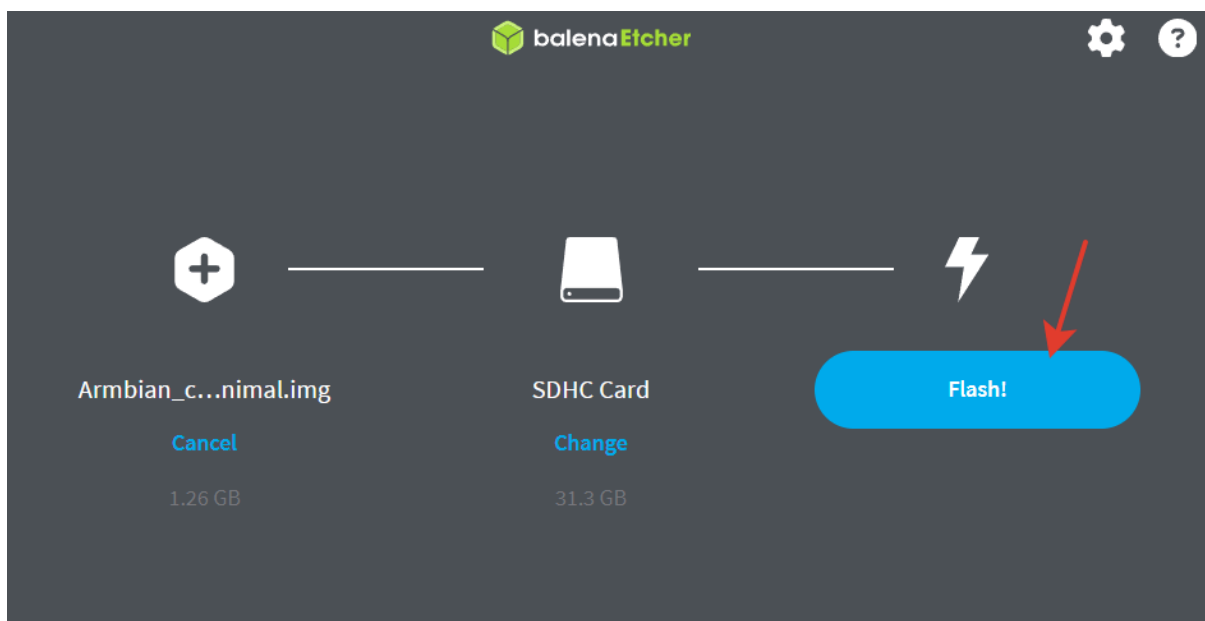 balenaEtcher
?
Armbian_c...nimal.img
SDHC Card
Flash!
Cancel
Change
1.26 GB
31.3 GB